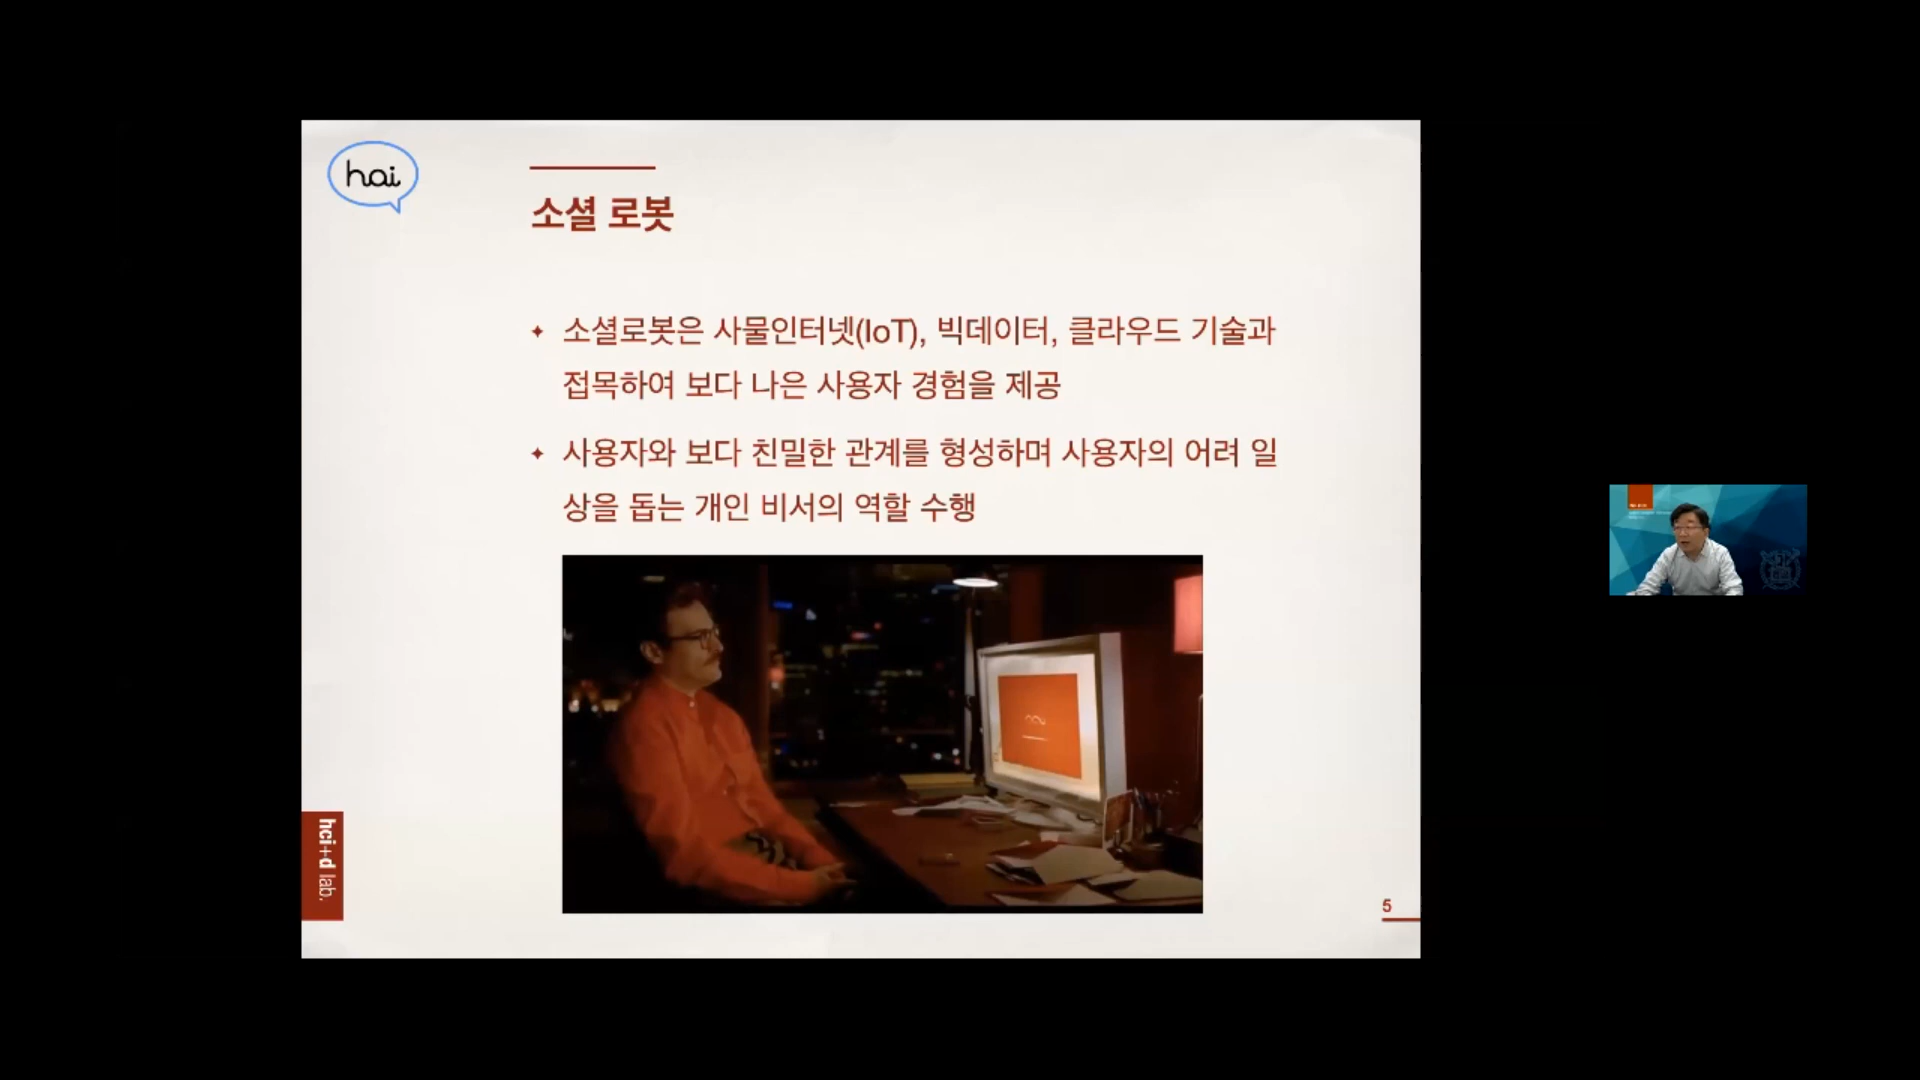 hai
소셜 로봇
소셜로봇은 사물인터넷(IoT), 빅데이터, 클라우드 기술과
접목하여 보다 나은 사용자 경험을 제공
사용자와 보다 친밀한 관계를 형성하며 사용자의 어려 일
상을 돕는 개인 비서의 역할 수행
hci+d lab.
5